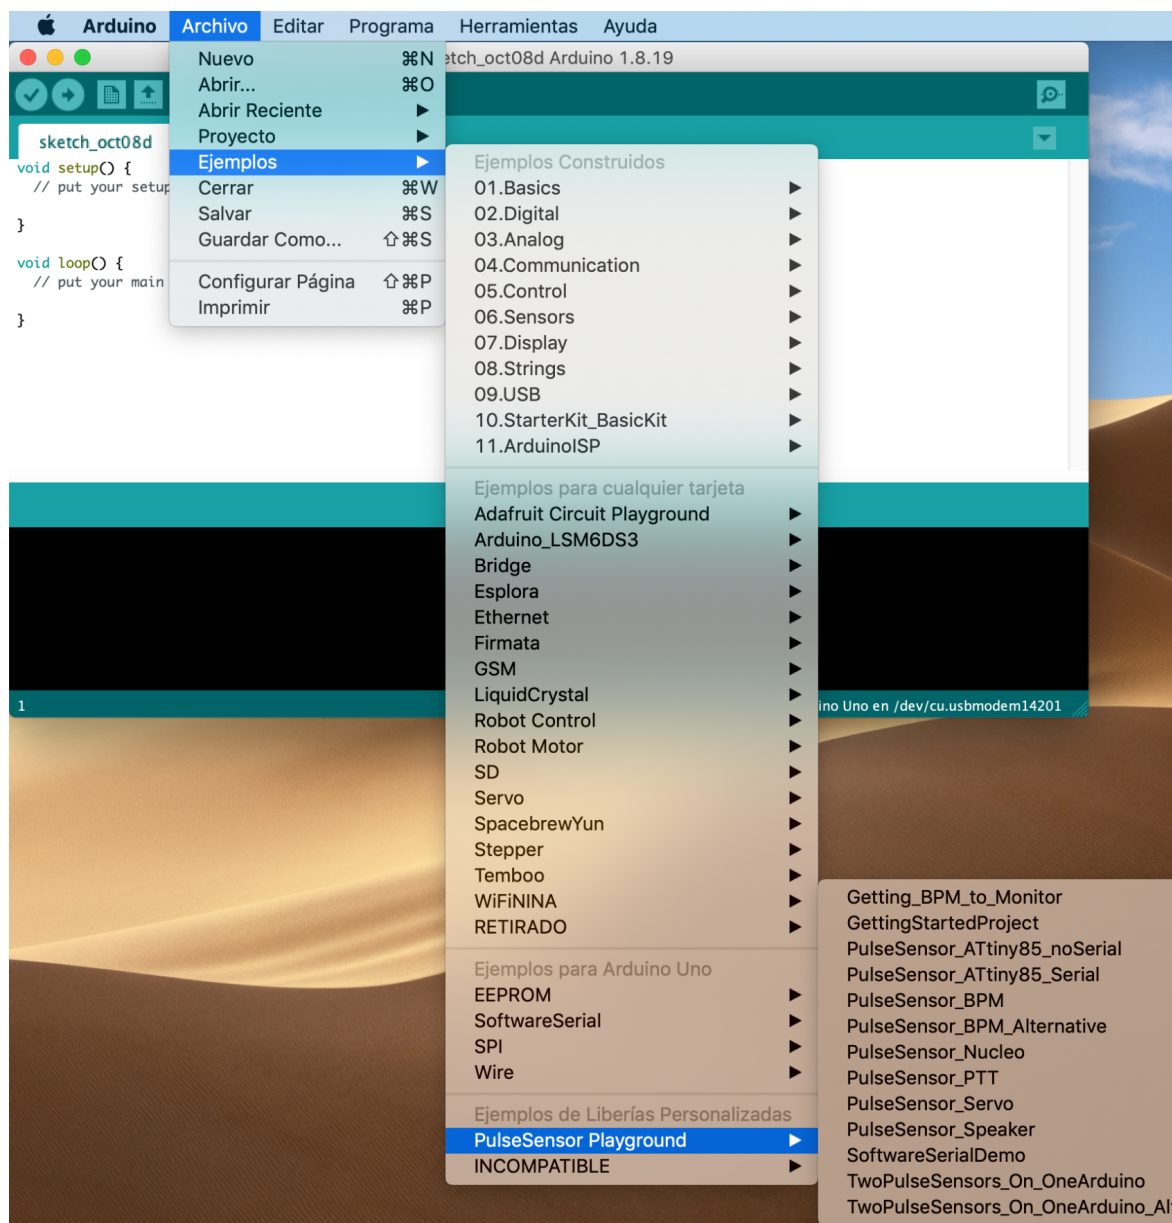 Arduino Archivo Editar Programa Herramientas Ayuda
etch_oct08d Arduino 1.8.19
sketch_oct08d
void setup() {
// put your setup
}
void loop() {
// put your main
}
Nuevo ⌘N
Abrir... ⌘O
Abrir Reciente
Proyecto
Ejemplos
Cerrar ⌘W
Salvar ⌘S
Guardar Como... ⇧⌘S
Configurar Página ⇧⌘P
Imprimir ⌘P
Ejemplos Construidos
01.Basics
02.Digital
03.Analog
04.Communication
05.Control
06.Sensors
07.Display
08.Strings
09.USB
10.StarterKit_BasicKit
11.ArduinoISP
Ejemplos para cualquier tarjeta
Adafruit Circuit Playground
Arduino_LSM6DS3
Bridge
Esplora
Ethernet
Firmata
GSM
LiquidCrystal
Robot Control
Robot Motor
SD
Servo
SpacebrewYun
Stepper
Temboo
WiFiNINA
RETIRADO
Ejemplos para Arduino Uno
EEPROM
SoftwareSerial
SPI
Wire
Ejemplos de Liberías Personalizadas
PulseSensor Playground
INCOMPATIBLE
Getting_BPM_to_Monitor
GettingStartedProject
PulseSensor_ATtiny85_noSerial
PulseSensor_ATtiny85_Serial
PulseSensor_BPM
PulseSensor_BPM_Alternative
PulseSensor_Nucleo
PulseSensor_PTT
PulseSensor_Servo
PulseSensor_Speaker
SoftwareSerialDemo
TwoPulseSensors_On_OneArduino
TwoPulseSensors_On_OneArduino_Al
1
ino Uno en /dev/cu.usbmodem14201